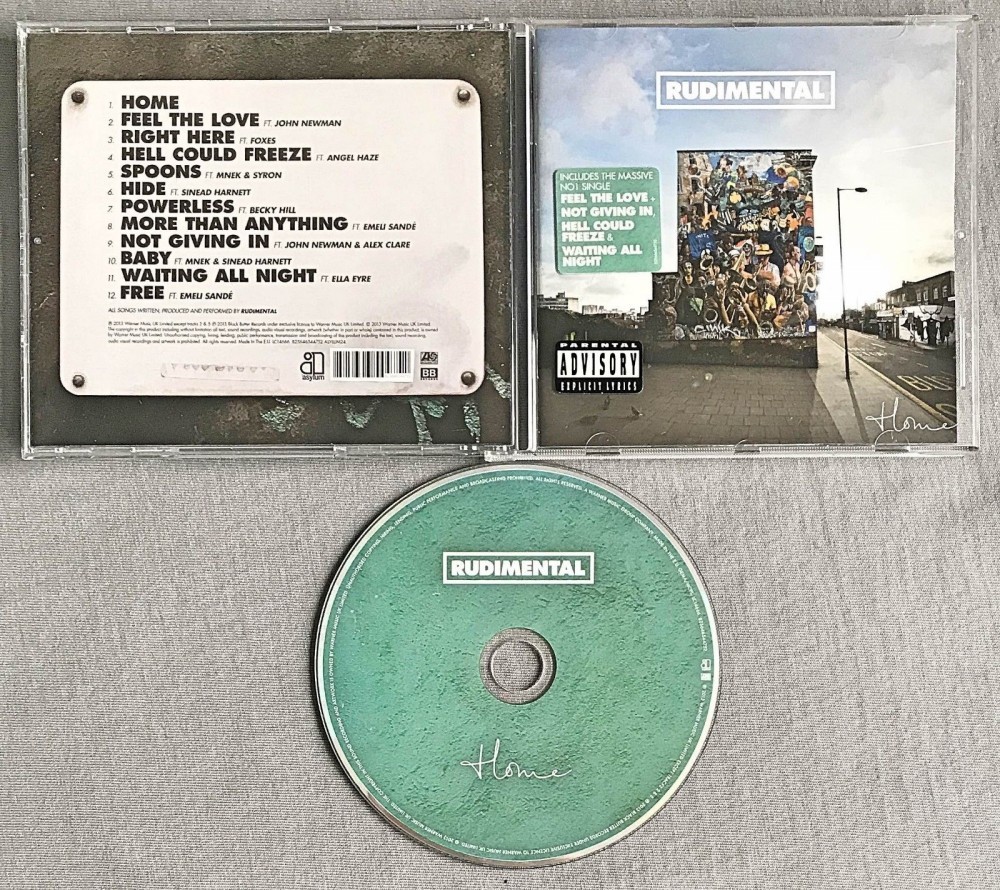 1. HOME
2. FEEL THE LOVE FT. JOHN NEWMAN
3. RIGHT HERE FT. FOXES
4. HELL COULD FREEZE FT. ANGEL HAZE
5. SPOONS FT. MNEK & SYRON
6. HIDE FT. SINEAD HARNETT
7. POWERLESS FT. BECKY HILL
8. MORE THAN ANYTHING FT. EMELI SANDÉ
9. NOT GIVING IN FT. JOHN NEWMAN & ALEX CLARE
10. BABY FT. MNEK & SINEAD HARNETT
11. WAITING ALL NIGHT FT. ELLA EYRE
12. FREE FT. EMELI SANDÉ
ALL SONGS WRITTEN, PRODUCED AND PERFORMED BY RUDIMENTAL
asylum
BB
RUDIMENTAL
INCLUDES THE MASSIVE
NO1 SINGLE
FEEL THE LOVE +
NOT GIVING IN,
HELL COULD
FREEZE &
WAITING ALL
NIGHT
PARENTAL
ADVISORY
EXPLICIT LYRICS
Home
RUDIMENTAL
Home